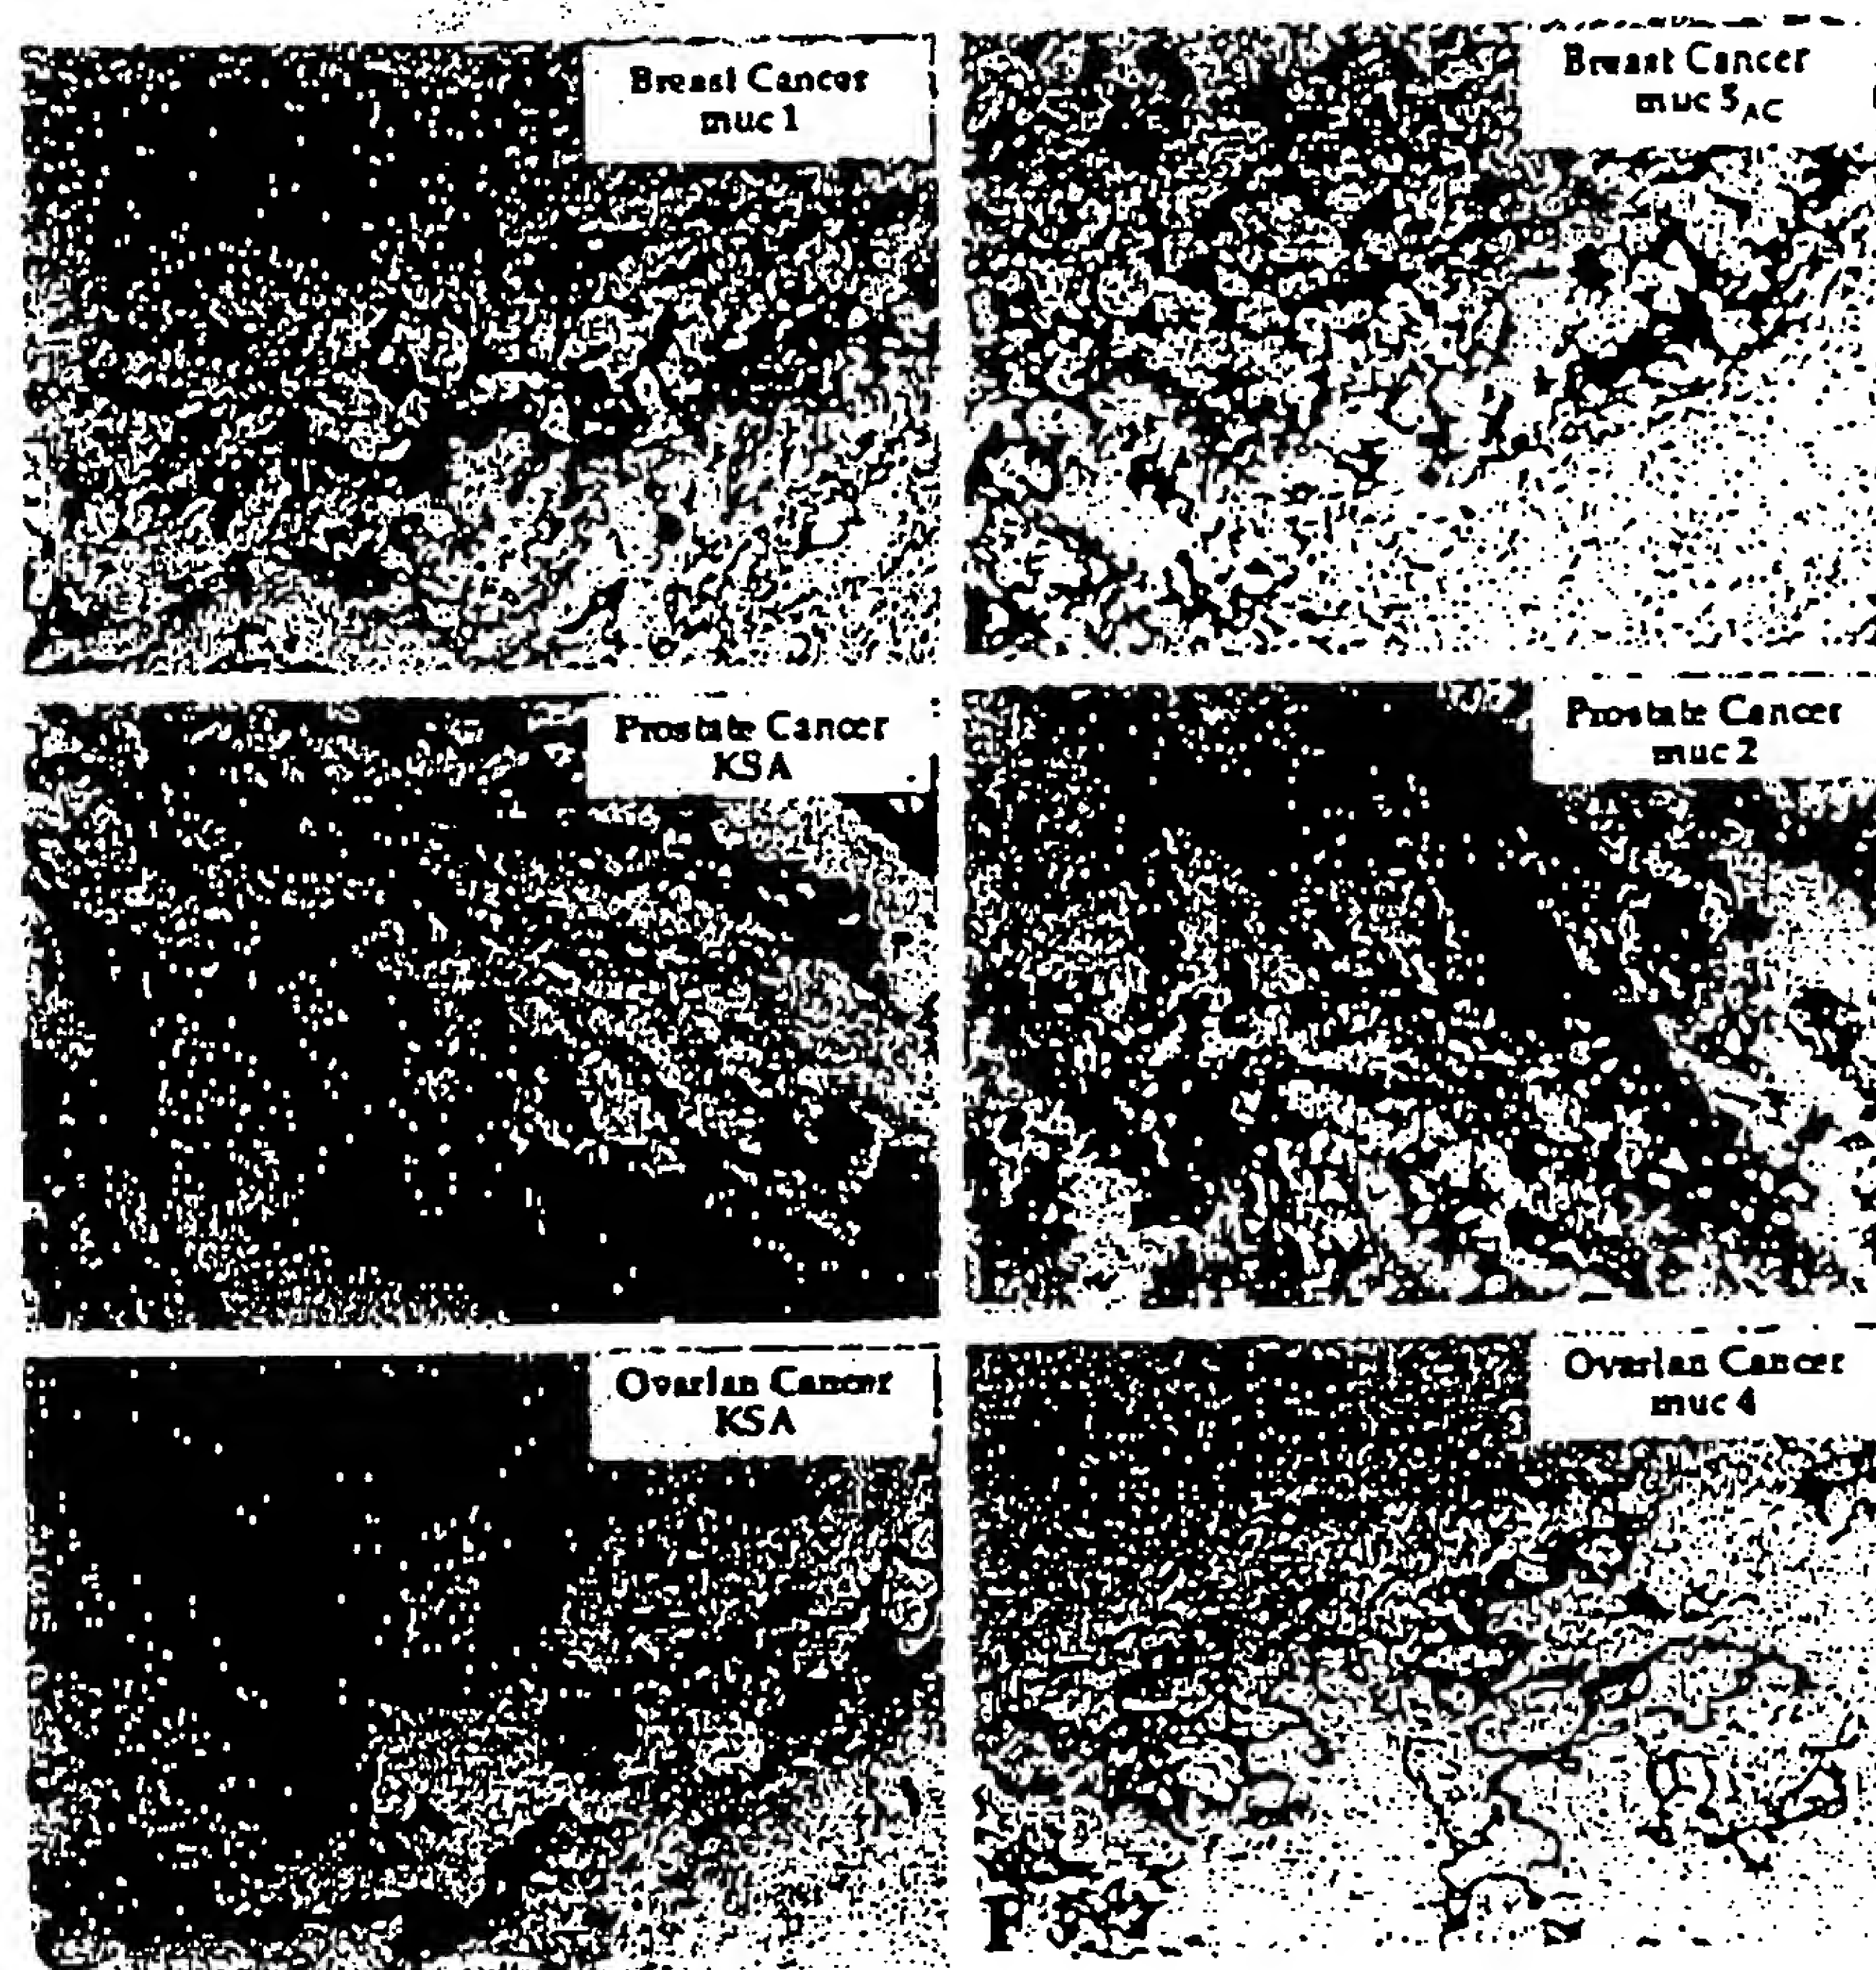 Breast Cancer
muc 1
Breast Cancer
muc 5AC
Prostate Cancer
KSA
Prostate Cancer
muc 2
Ovarian Cancer
KSA
Ovarian Cancer
muc 4
F